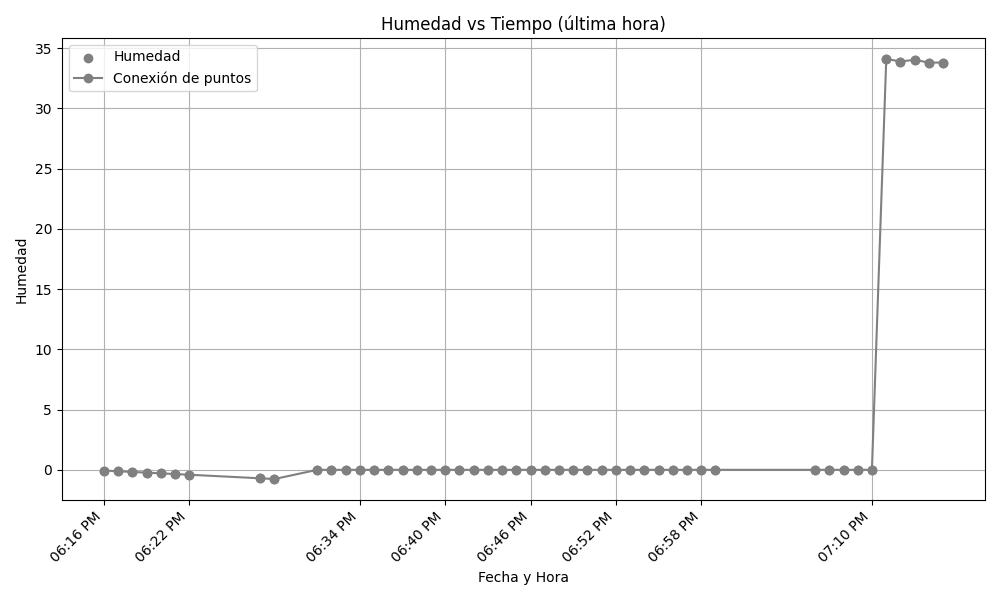 Humedad vs Tiempo (última hora)
Humedad
Conexión de puntos
35
30
25
20
15
10
5
0
Humedad
06:16 PM
06:22 PM
06:34 PM
06:40 PM
06:46 PM
06:52 PM
06:58 PM
07:10 PM
Fecha y Hora